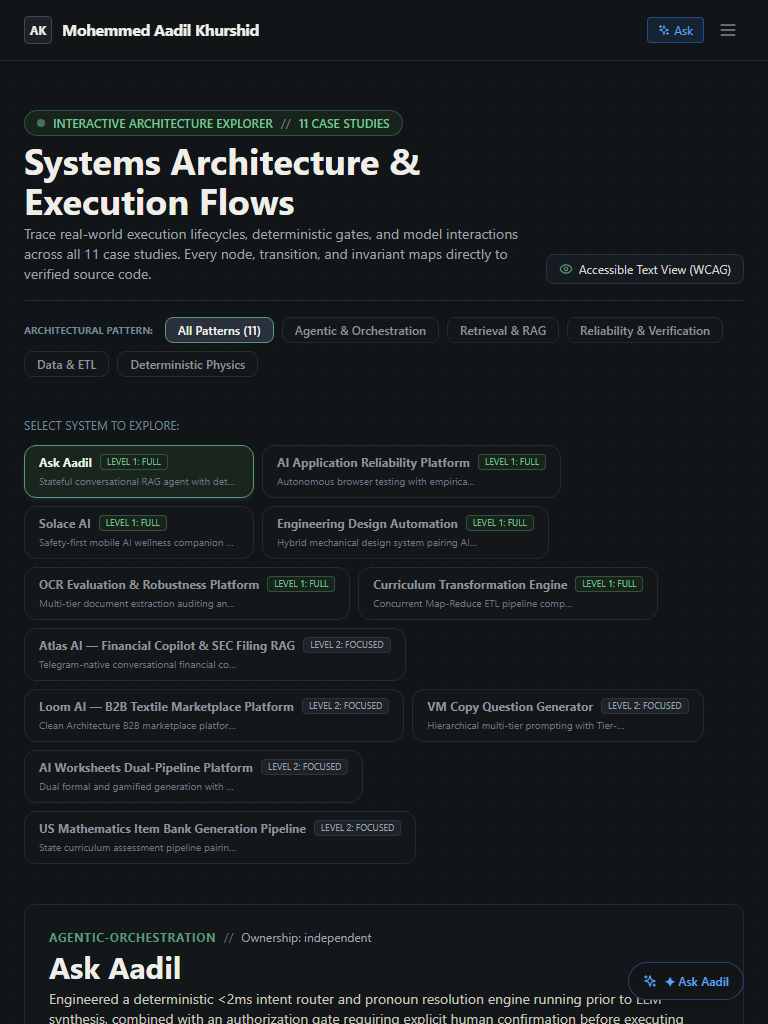 AK Mohemmed Aadil Khurshid
Ask
INTERACTIVE ARCHITECTURE EXPLORER // 11 CASE STUDIES
Systems Architecture &
Execution Flows
Trace real-world execution lifecycles, deterministic gates, and model interactions
across all 11 case studies. Every node, transition, and invariant maps directly to
verified source code.
Accessible Text View (WCAG)
ARCHITECTURAL PATTERN: All Patterns (11) Agentic & Orchestration Retrieval & RAG Reliability & Verification
Data & ETL Deterministic Physics
SELECT SYSTEM TO EXPLORE:
Ask Aadil LEVEL 1: FULL
Stateful conversational RAG agent with det...
AI Application Reliability Platform LEVEL 1: FULL
Autonomous browser testing with empirica...
Solace AI LEVEL 1: FULL
Safety-first mobile AI wellness companion ...
Engineering Design Automation LEVEL 1: FULL
Hybrid mechanical design system pairing AI...
OCR Evaluation & Robustness Platform LEVEL 1: FULL
Multi-tier document extraction auditing an...
Curriculum Transformation Engine LEVEL 1: FULL
Concurrent Map-Reduce ETL pipeline comp...
Atlas AI — Financial Copilot & SEC Filing RAG LEVEL 2: FOCUSED
Telegram-native conversational financial co...
Loom AI — B2B Textile Marketplace Platform LEVEL 2: FOCUSED
Clean Architecture B2B marketplace platfor...
VM Copy Question Generator LEVEL 2: FOCUSED
Hierarchical multi-tier prompting with Tier-...
AI Worksheets Dual-Pipeline Platform LEVEL 2: FOCUSED
Dual formal and gamified generation with ...
US Mathematics Item Bank Generation Pipeline LEVEL 2: FOCUSED
State curriculum assessment pipeline pairin...
AGENTIC-ORCHESTRATION // Ownership: independent
Ask Aadil
Engineered a deterministic <2ms intent router and pronoun resolution engine running prior to LLM
synthesis, combined with an authorization gate requiring explicit human confirmation before executing
✦ Ask Aadil